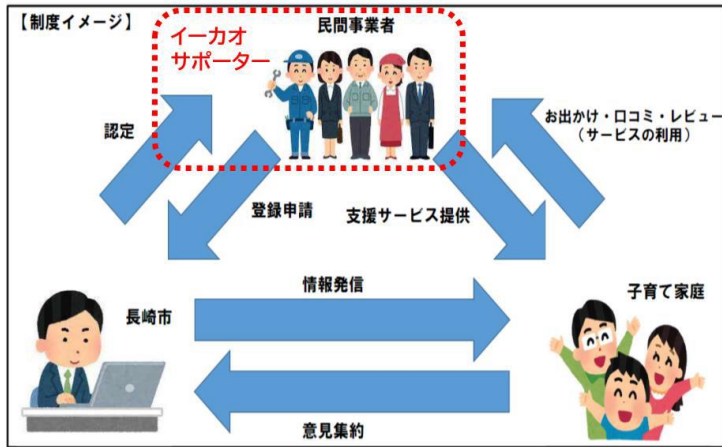 【制度イメージ】
民間事業者
イーカオ
サポーター
認定
お出かけ・口コミ・レビュー
（サービスの利用）
登録申請
支援サービス提供
情報発信
長崎市
子育て家庭
意見集約